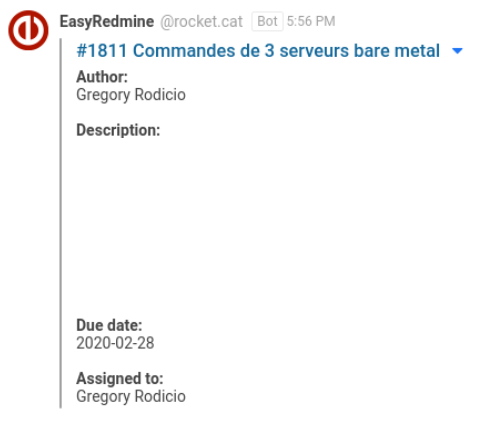 EasyRedmine @rocket.cat Bot 5:56 PM
#1811 Commandes de 3 serveurs bare metal
Author:
Gregory Rodicio
Description:
Due date:
2020-02-28
Assigned to:
Gregory Rodicio